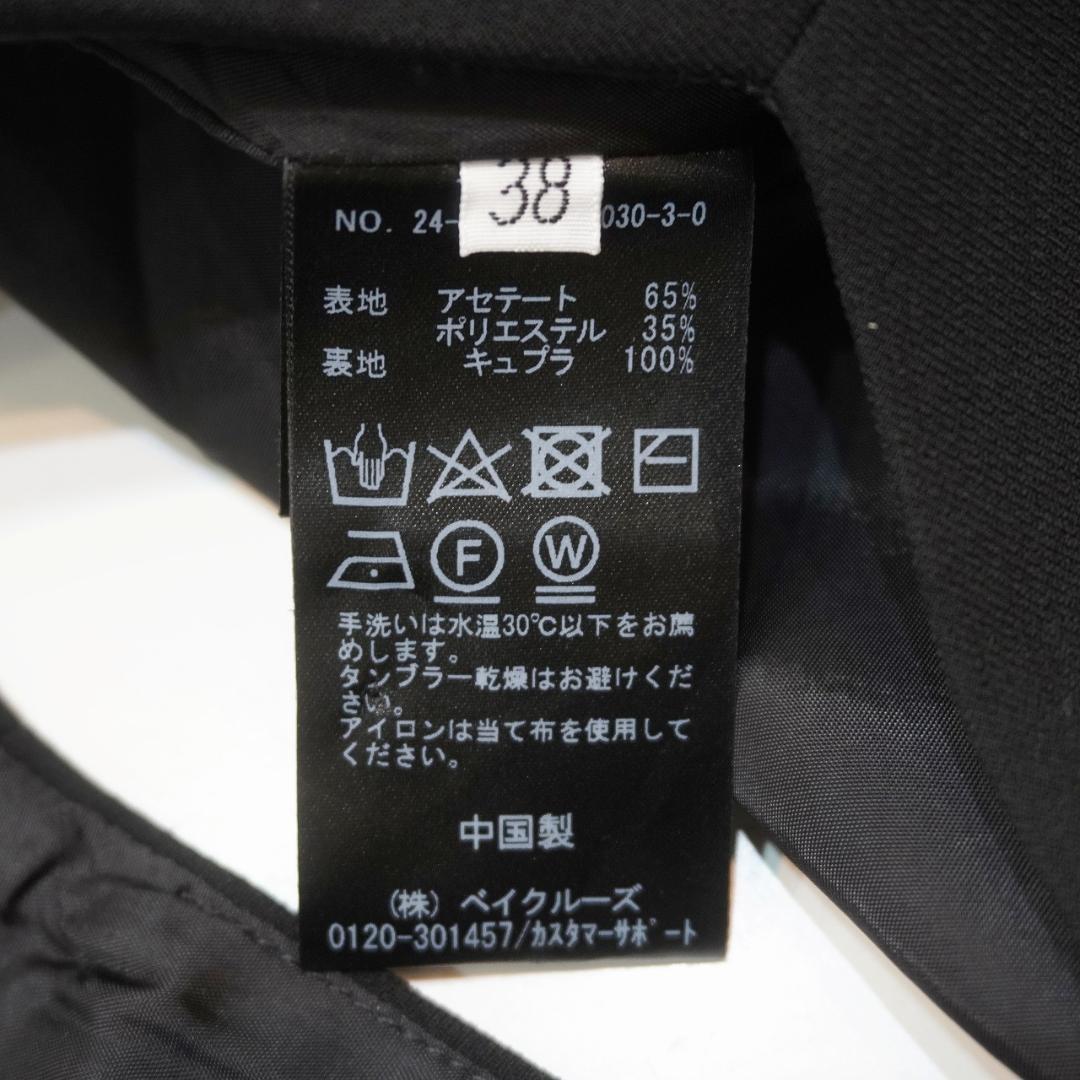 38
NO. 24- 030-3-0
表地 アセテート 65%
ポリエステル 35%
裏地 キュプラ 100%
F W
手洗いは水温30℃以下をお薦
めします。
タンブラー乾燥はお避けくだ
さい。
アイロンは当て布を使用して
ください。
中国製
(株) ベイクルーズ
0120-301457/カスタマーサポート